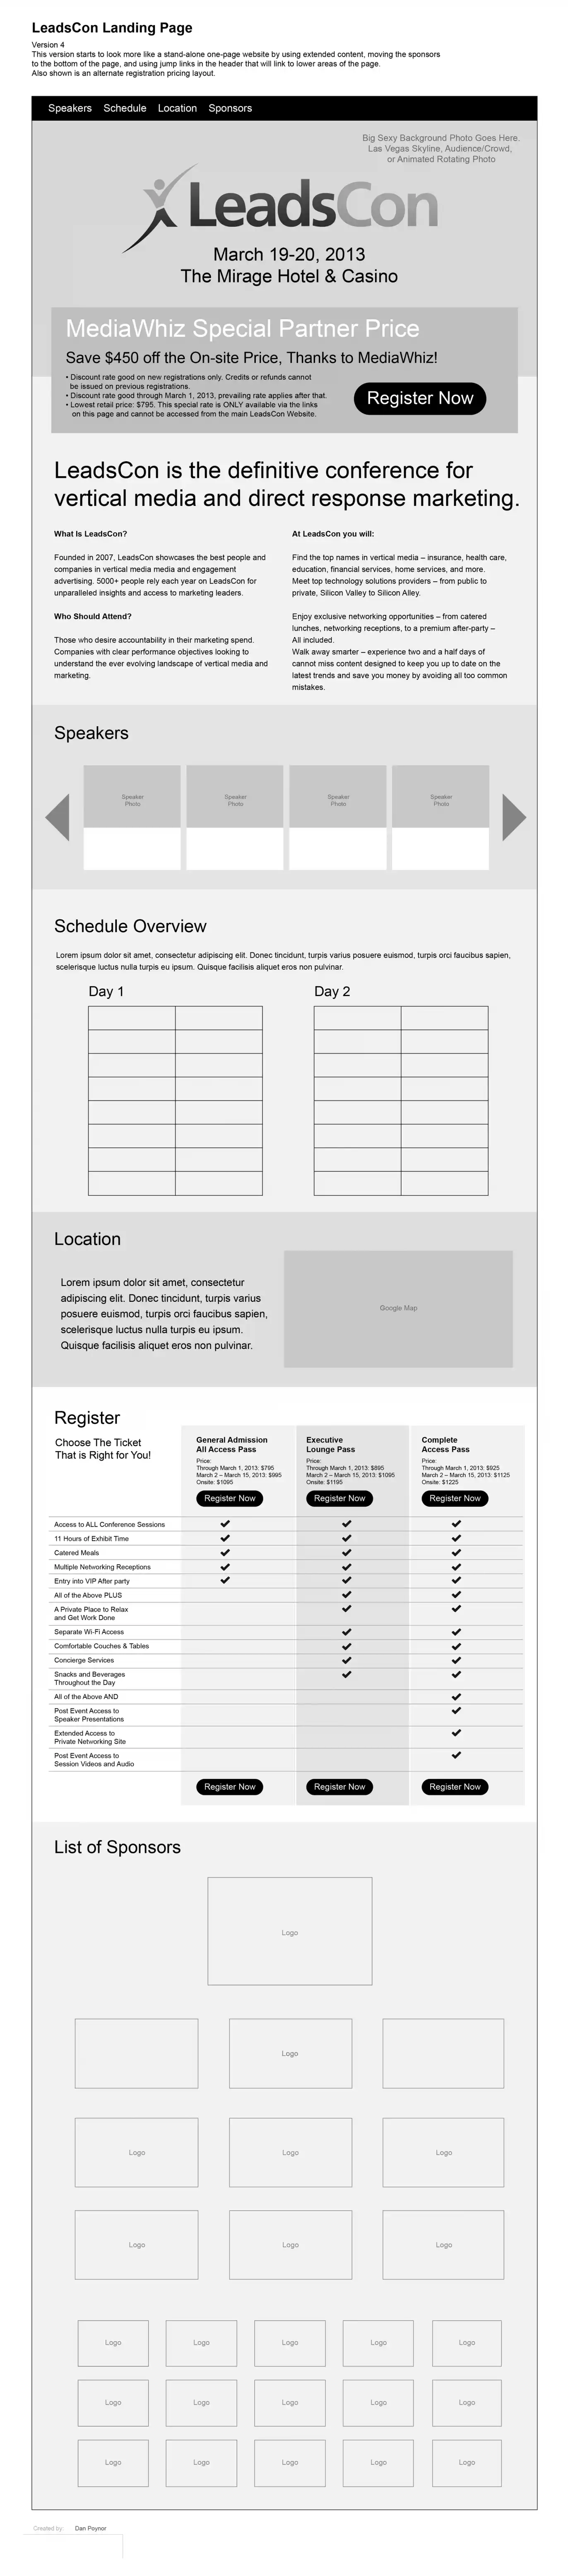 LeadsCon Landing Page
Version 4
This version starts to look more like a stand-alone one-page website by using extended content, moving the sponsors
to the bottom of the page, and using jump links in the header that will link to lower areas of the page.
Also shown is an alternate registration pricing layout.
Speakers Schedule Location Sponsors
Big Sexy Background Photo Goes Here.
Las Vegas Skyline, Audience/Crowd,
or Animated Rotating Photo
LeadsCon
March 19-20, 2013
The Mirage Hotel & Casino
MediaWhiz Special Partner Price
Save $450 off the On-site Price, Thanks to MediaWhiz!
• Discount rate good on new registrations only. Credits or refunds cannot
be issued on previous registrations.
• Discount rate good through March 1, 2013, prevailing rate applies after that.
• Lowest retail price: $795. This special rate is ONLY available via the links
on this page and cannot be accessed from the main LeadsCon Website.
Register Now
LeadsCon is the definitive conference for
vertical media and direct response marketing.
What Is LeadsCon?
Founded in 2007, LeadsCon showcases the best people and
companies in vertical media media and engagement
advertising. 5000+ people rely each year on LeadsCon for
unparalleled insights and access to marketing leaders.
Who Should Attend?
Those who desire accountability in their marketing spend.
Companies with clear performance objectives looking to
understand the ever evolving landscape of vertical media and
marketing.
At LeadsCon you will:
Find the top names in vertical media – insurance, health care,
education, financial services, home services, and more.
Meet top technology solutions providers – from public to
private, Silicon Valley to Silicon Alley.
Enjoy exclusive networking opportunities – from catered
lunches, networking receptions, to a premium after-party –
All included.
Walk away smarter – experience two and a half days of
cannot miss content designed to keep you up to date on the
latest trends and save you money by avoiding all too common
mistakes.
Speakers
Speaker
Photo
Speaker
Photo
Speaker
Photo
Speaker
Photo
Schedule Overview
Lorem ipsum dolor sit amet, consectetur adipiscing elit. Donec tincidunt, turpis varius posuere euismod, turpis orci faucibus sapien,
scelerisque luctus nulla turpis eu ipsum. Quisque facilisis aliquet eros non pulvinar.
Day 1
Day 2
Location
Lorem ipsum dolor sit amet, consectetur
adipiscing elit. Donec tincidunt, turpis varius
posuere euismod, turpis orci faucibus sapien,
scelerisque luctus nulla turpis eu ipsum.
Quisque facilisis aliquet eros non pulvinar.
Google Map
Register
Choose The Ticket
That is Right for You!
General Admission
All Access Pass
Price:
Through March 1, 2013: $795
March 2 – March 15, 2013: $995
Onsite: $1095
Register Now
Executive
Lounge Pass
Price:
Through March 1, 2013: $895
March 2 – March 15, 2013: $1095
Onsite: $1195
Register Now
Complete
Access Pass
Price:
Through March 1, 2013: $925
March 2 – March 15, 2013: $1125
Onsite: $1225
Register Now
Access to ALL Conference Sessions
11 Hours of Exhibit Time
Catered Meals
Multiple Networking Receptions
Entry into VIP After party
All of the Above PLUS
A Private Place to Relax
and Get Work Done
Separate Wi-Fi Access
Comfortable Couches & Tables
Concierge Services
Snacks and Beverages
Throughout the Day
All of the Above AND
Post Event Access to
Speaker Presentations
Extended Access to
Private Networking Site
Post Event Access to
Session Videos and Audio
Register Now Register Now Register Now
List of Sponsors
Logo
Logo
Logo Logo Logo
Logo Logo Logo
Logo Logo Logo Logo Logo
Logo Logo Logo Logo Logo
Logo Logo Logo Logo Logo
Created by: Dan Poynor